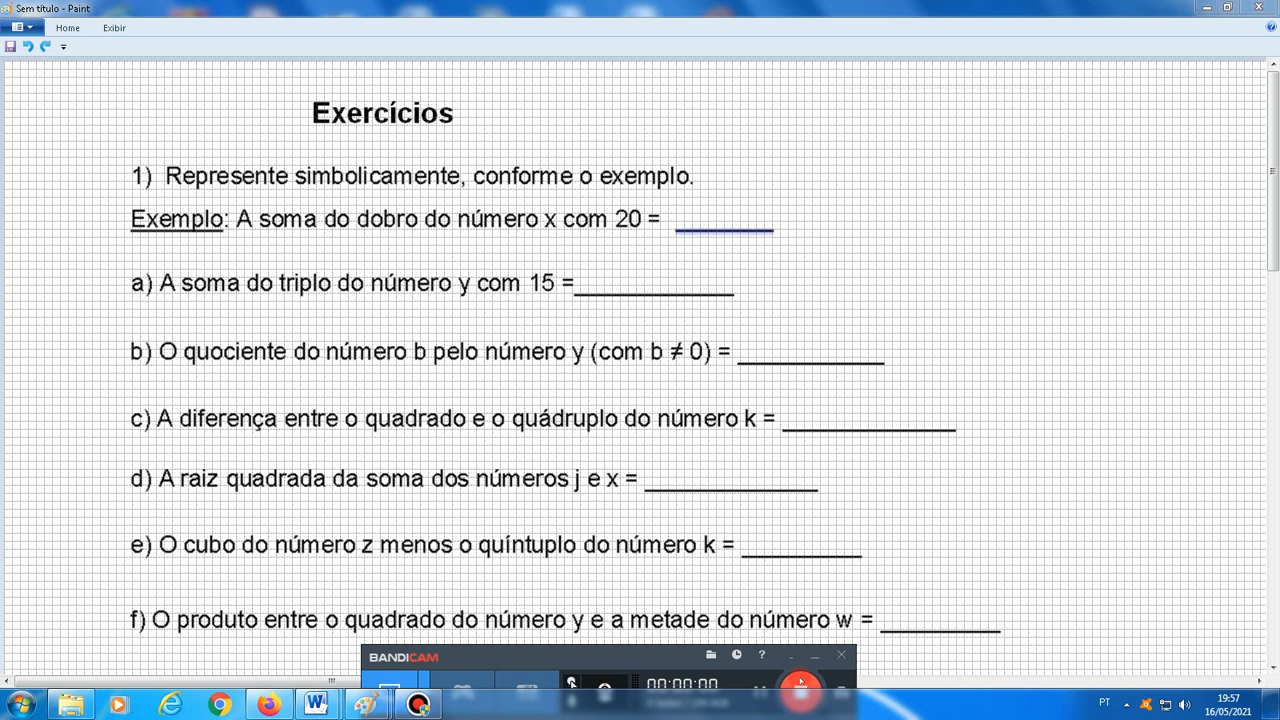 Sem título - Paint
Home Exibir
Exercícios
1) Represente simbolicamente, conforme o exemplo.
Exemplo: A soma do dobro do número x com 20 = ________
a) A soma do triplo do número y com 15 =____________
b) O quociente do número b pelo número y (com b ≠ 0) = ___________
c) A diferença entre o quadrado e o quádruplo do número k = _____________
d) A raiz quadrada da soma dos números j e x = _____________
e) O cubo do número z menos o quíntuplo do número k = _________
f) O produto entre o quadrado do número y e a metade do número w = _________
BANDICAM
00:00:00
PT 19:57
16/05/2021